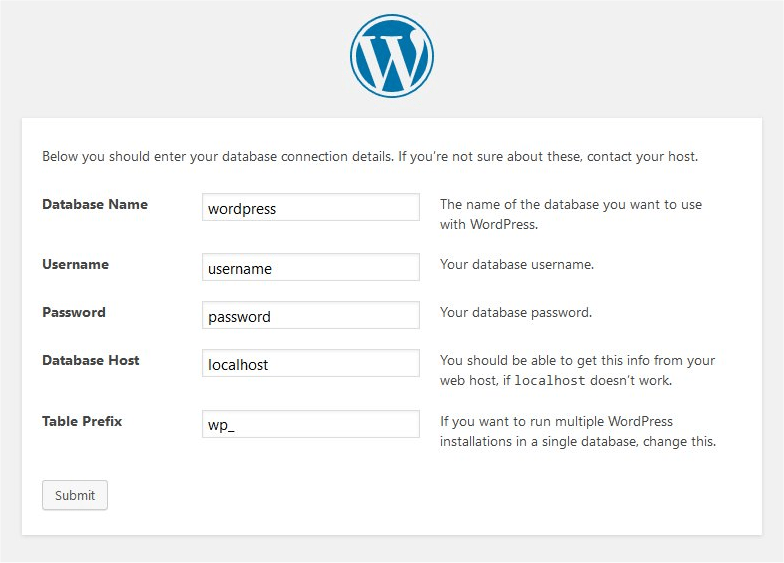 Below you should enter your database connection details. If you're not sure about these, contact your host.
Database Name
wordpress
The name of the database you want to use
with WordPress.
Username
username
Your database username.
Password
password
Your database password.
Database Host
localhost
You should be able to get this info from your
web host, if localhost doesn't work.
Table Prefix
wp_
If you want to run multiple WordPress
installations in a single database, change this.
Submit